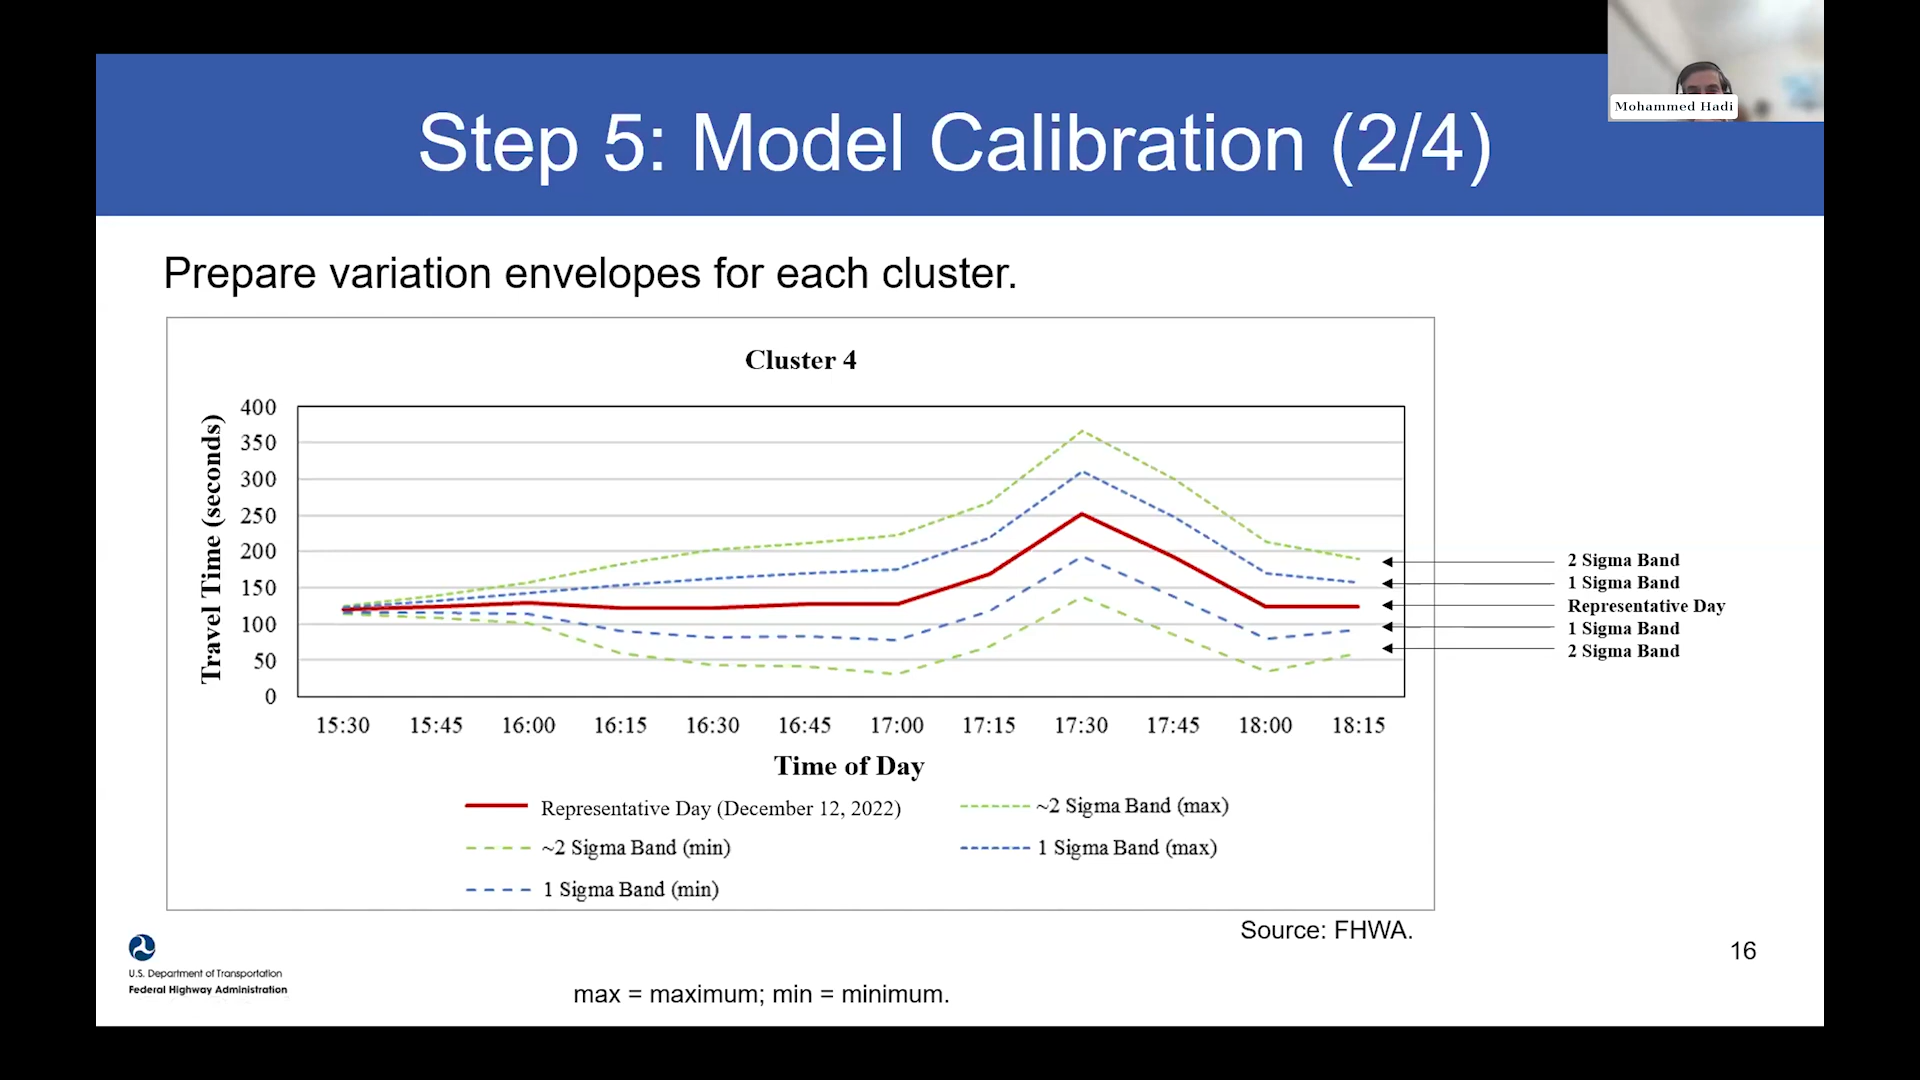 Mohammed Hadi
Step 5: Model Calibration (2/4)
Prepare variation envelopes for each cluster.
Cluster 4
Travel Time (seconds)
400
350
300
250
200
150
100
50
0
15:30 15:45 16:00 16:15 16:30 16:45 17:00 17:15 17:30 17:45 18:00 18:15
Time of Day
2 Sigma Band
1 Sigma Band
Representative Day
1 Sigma Band
2 Sigma Band
Representative Day (December 12, 2022) ~2 Sigma Band (max)
~2 Sigma Band (min) 1 Sigma Band (max)
1 Sigma Band (min)
Source: FHWA.
16
U.S. Department of Transportation
Federal Highway Administration
max = maximum; min = minimum.